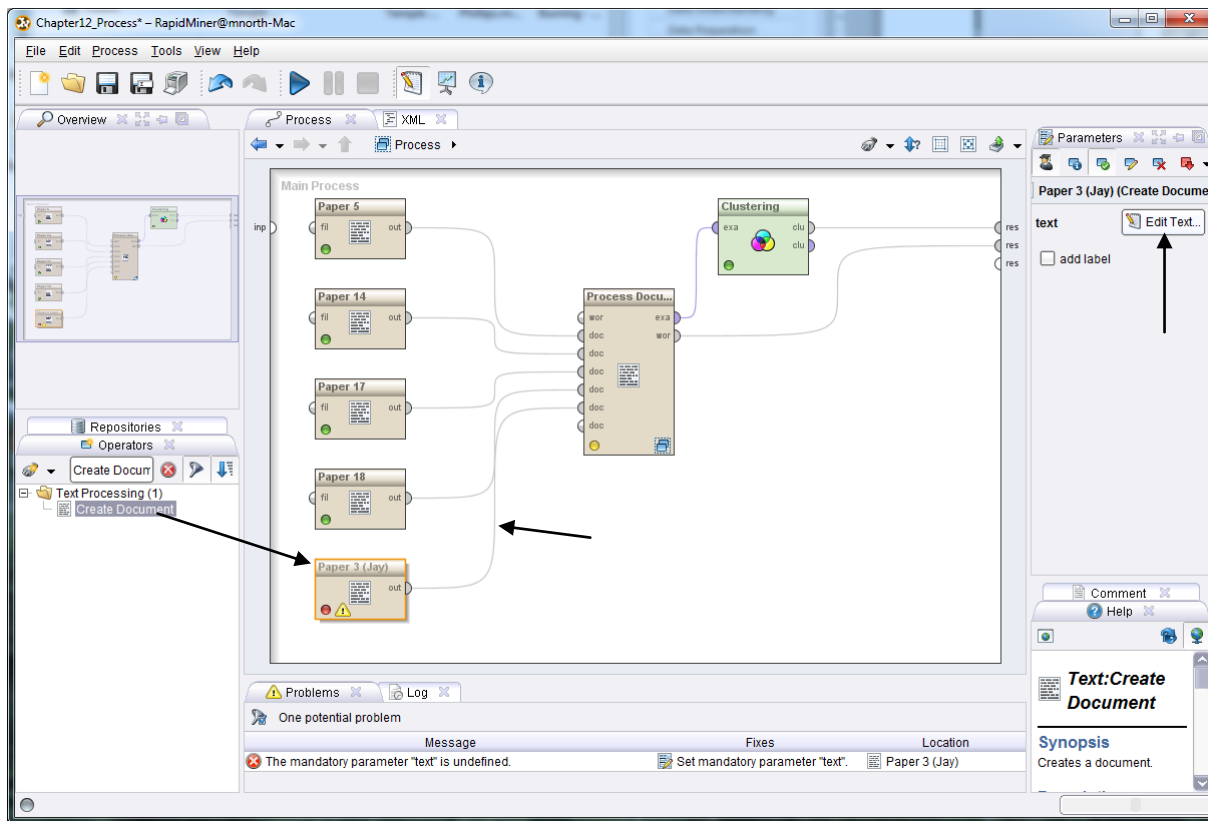 Chapter12_Process* – RapidMiner@mnorth-Mac
File Edit Process Tools View Help
Overview
Process
XML
Process
Parameters
Main Process
Paper 3 (Jay) (Create Docume
text
Edit Text...
add label
inp
Paper 5
fil out
Paper 14
fil out
Paper 17
fil out
Paper 18
fil out
Paper 3 (Jay)
out
Process Docu...
wor exa
doc wor
doc
doc
doc
doc
doc
Clustering
exa clu
clu
res
res
res
Repositories
Operators
Create Docum
Text Processing (1)
Create Document
Problems
Log
One potential problem
Message Fixes Location
The mandatory parameter "text" is undefined. Set mandatory parameter "text". Paper 3 (Jay)
Comment
Help
Text:Create
Document
Synopsis
Creates a document.